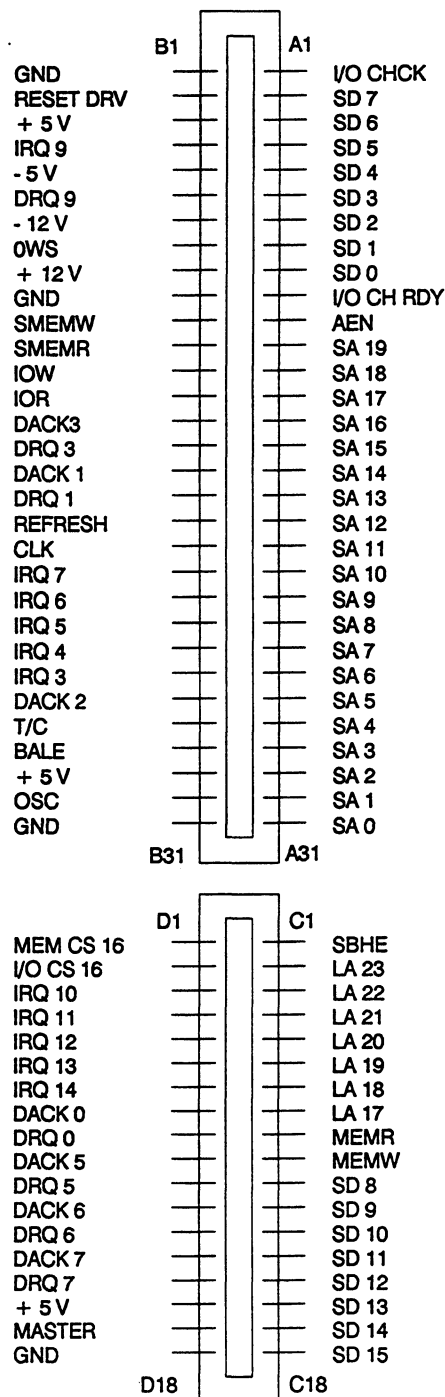 B1 A1
GND I/O CHCK
RESET DRV SD 7
+ 5 V SD 6
IRQ 9 SD 5
- 5 V SD 4
DRQ 9 SD 3
- 12 V SD 2
0WS SD 1
+ 12 V SD 0
GND I/O CH RDY
SMEMW AEN
SMEMR SA 19
IOW SA 18
IOR SA 17
DACK3 SA 16
DRQ 3 SA 15
DACK 1 SA 14
DRQ 1 SA 13
REFRESH SA 12
CLK SA 11
IRQ 7 SA 10
IRQ 6 SA 9
IRQ 5 SA 8
IRQ 4 SA 7
IRQ 3 SA 6
DACK 2 SA 5
T/C SA 4
BALE SA 3
+ 5 V SA 2
OSC SA 1
GND SA 0
B31 A31
D1 C1
MEM CS 16 SBHE
I/O CS 16 LA 23
IRQ 10 LA 22
IRQ 11 LA 21
IRQ 12 LA 20
IRQ 13 LA 19
IRQ 14 LA 18
DACK 0 LA 17
DRQ 0 MEMR
DACK 5 MEMW
DRQ 5 SD 8
DACK 6 SD 9
DRQ 6 SD 10
DACK 7 SD 11
DRQ 7 SD 12
+ 5 V SD 13
MASTER SD 14
GND SD 15
D18 C18